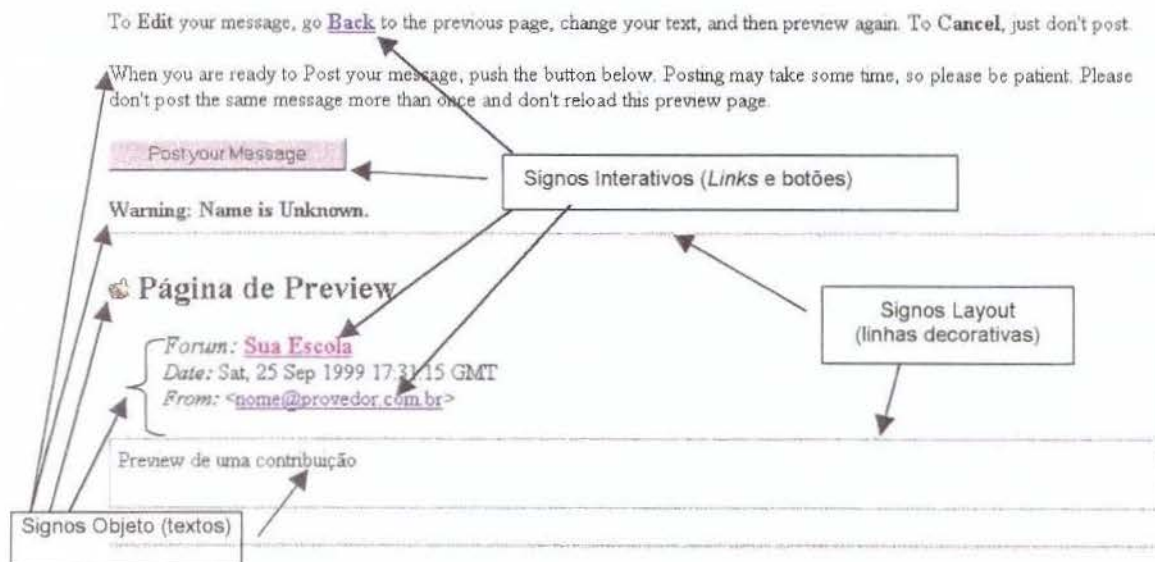 To Edit your message, go Back to the previous page, change your text, and then preview again. To Cancel, just don't post.
When you are ready to Post your message, push the button below. Posting may take some time, so please be patient. Please
don't post the same message more than once and don't reload this preview page.
Post your Message
Signos Interativos (Links e botões)
Warning: Name is Unknown.
Página de Preview
Signos Layout
(linhas decorativas)
Forum: Sua Escola
Date: Sat, 25 Sep 1999 17:31:15 GMT
From: <nome@provedor.com.br>
Preview de uma contribuição
Signos Objeto (textos)